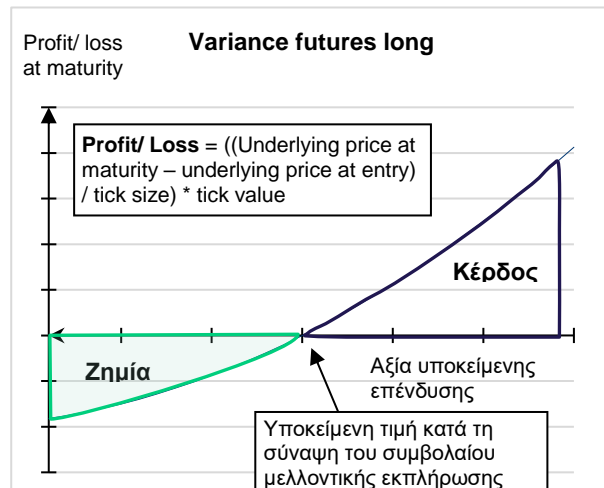 Profit/ loss
at maturity
Variance futures long
Profit/ Loss = ((Underlying price at
maturity – underlying price at entry)
/ tick size) * tick value
Κέρδος
Ζημία
Αξία υποκείμενης
επένδυσης
Υποκείμενη τιμή κατά τη
σύναψη του συμβολαίου
μελλοντικής εκπλήρωσης